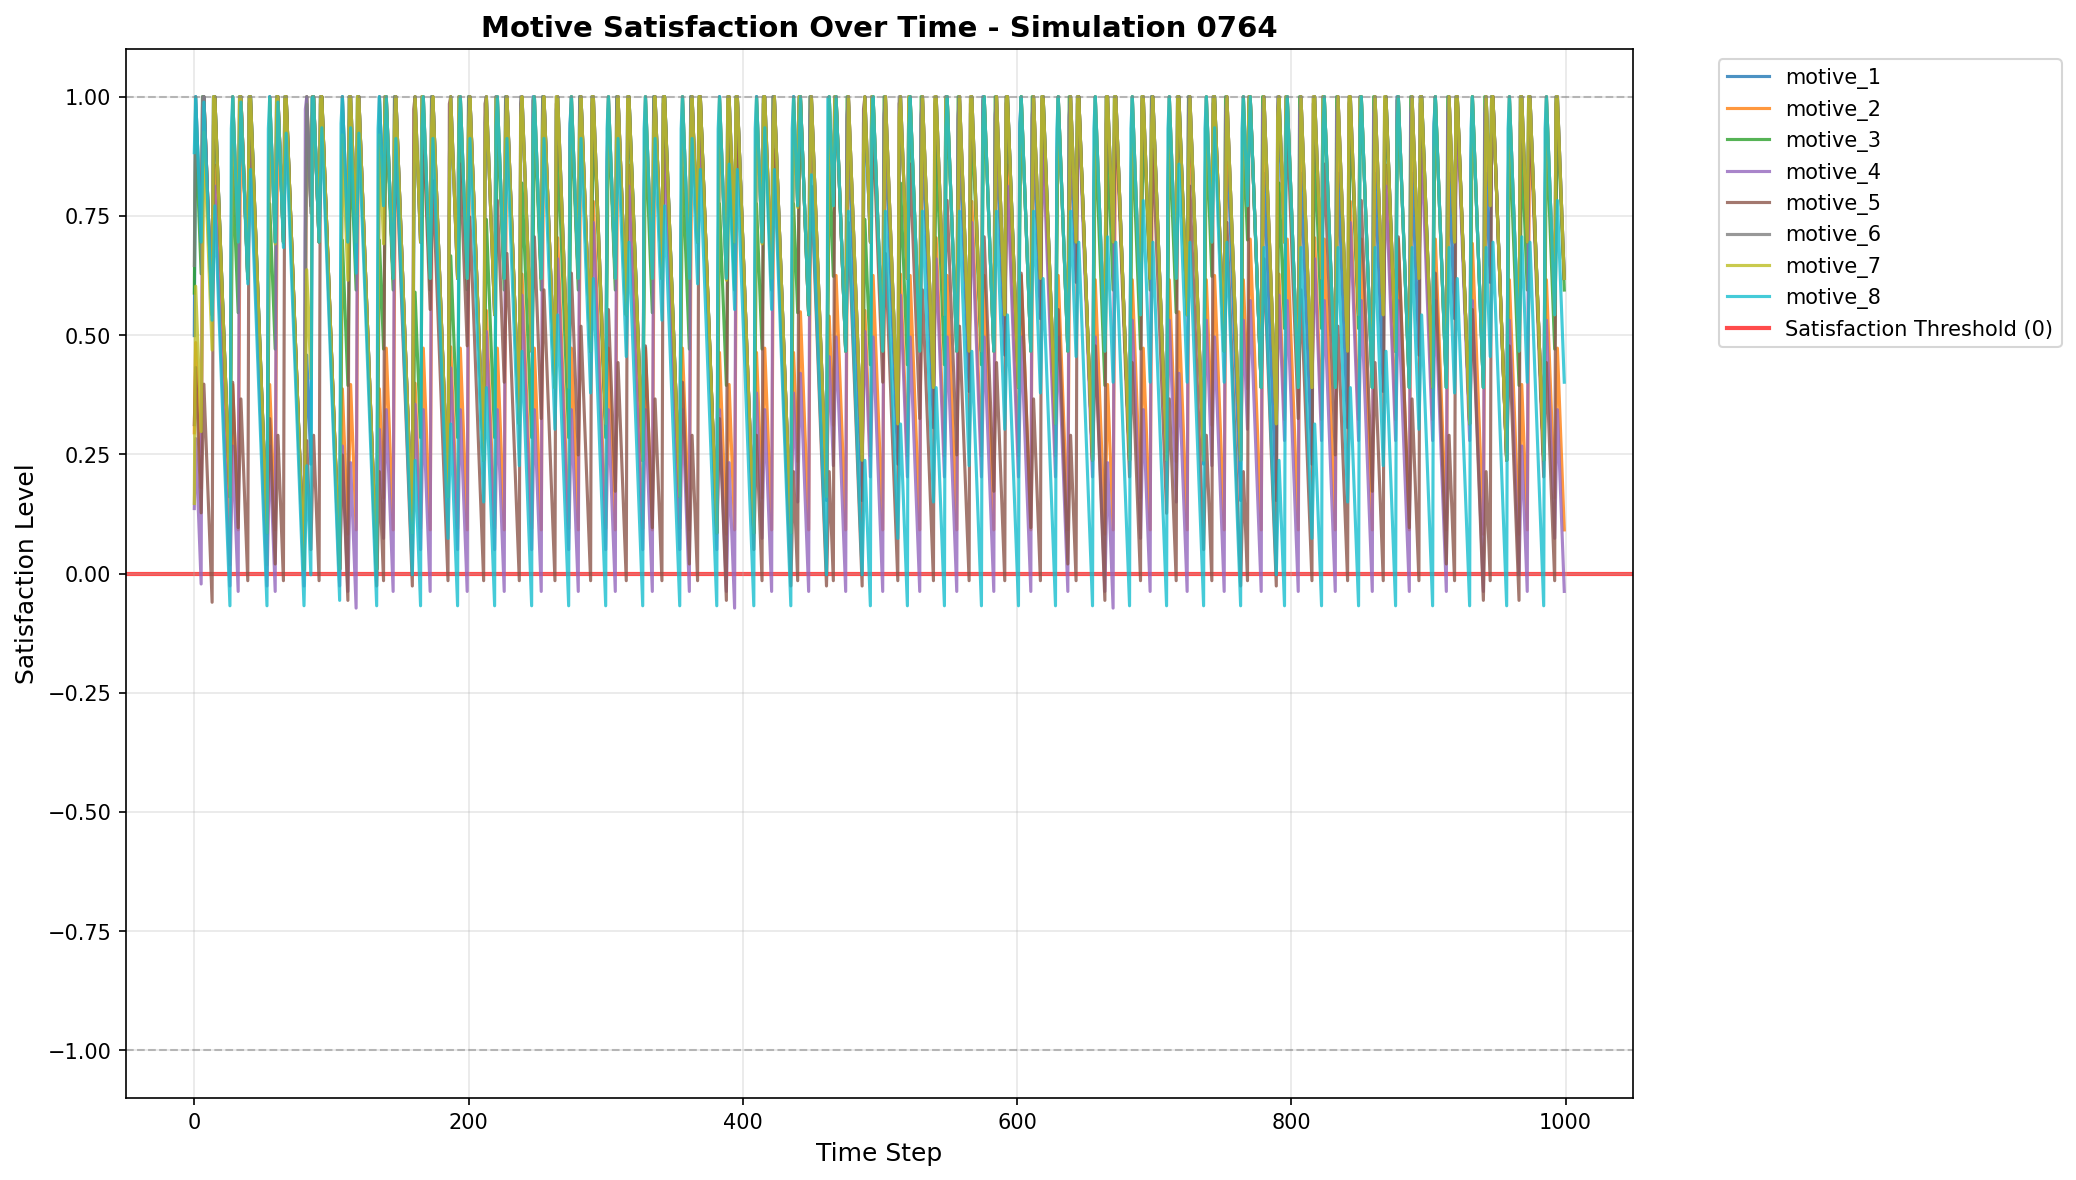 Motive Satisfaction Over Time - Simulation 0764
1.00
0.75
0.50
0.25
0.00
−0.25
−0.50
−0.75
−1.00
Satisfaction Level
0
200
400
600
800
1000
Time Step
motive_1
motive_2
motive_3
motive_4
motive_5
motive_6
motive_7
motive_8
Satisfaction Threshold (0)